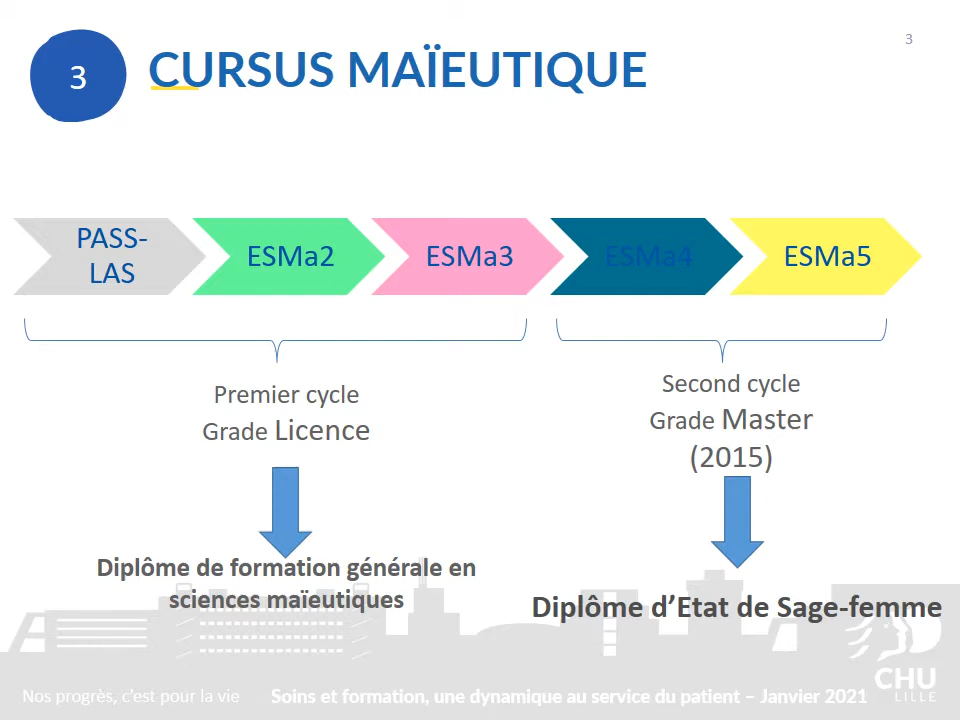 3
3
CURSUS MAÏEUTIQUE
PASS-
LAS
ESMa2
ESMa3
ESMa4
ESMa5
Premier cycle
Grade Licence
Second cycle
Grade Master
(2015)
Diplôme de formation générale en
sciences maïeutiques
Diplôme d'Etat de Sage-femme
Nos progrès, c'est pour la vie
Soins et formation, une dynamique au service du patient – Janvier 2021
CHU
LILLE